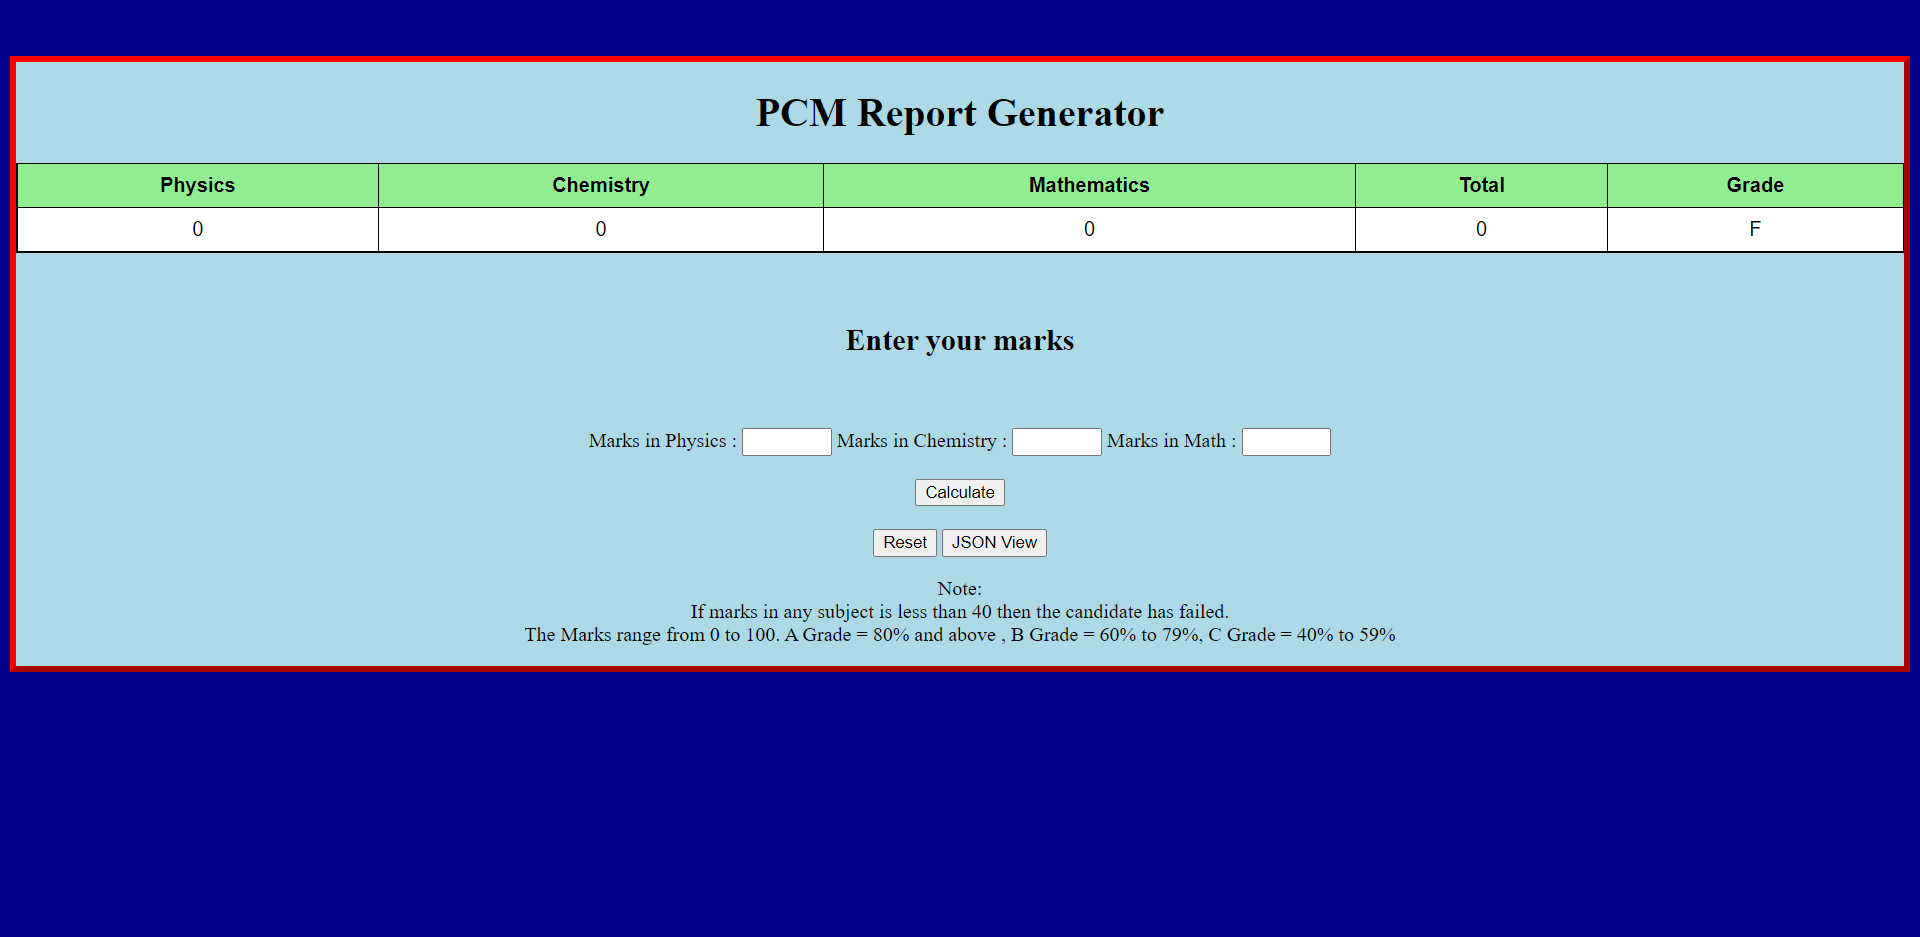 PCM Report Generator
Physics Chemistry Mathematics Total Grade
0 0 0 0 F
Enter your marks
Marks in Physics : Marks in Chemistry : Marks in Math :
Calculate
Reset JSON View
Note:
If marks in any subject is less than 40 then the candidate has failed.
The Marks range from 0 to 100. A Grade = 80% and above , B Grade = 60% to 79%, C Grade = 40% to 59%